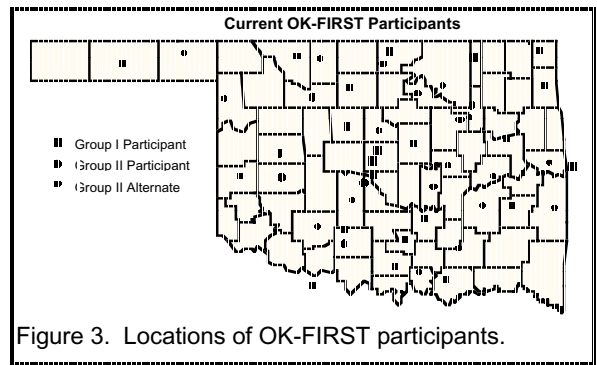 Current OK-FIRST Participants
Group I Participant
Group II Participant
Group II Alternate
Figure 3. Locations of OK-FIRST participants.